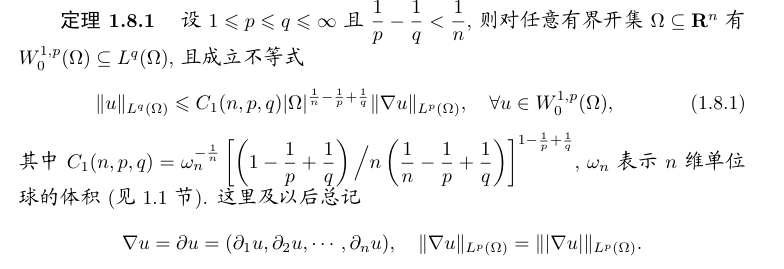 定理 1.8.1 设 $1 \leqslant p \leqslant q \leqslant \infty$ 且 $\frac{1}{p} - \frac{1}{q} < \frac{1}{n}$, 则对任意有界开集 $\Omega \subseteq \mathbf{R}^n$ 有
$W_0^{1,p}(\Omega) \subseteq L^q(\Omega)$, 且成立不等式
$\|u\|_{L^q(\Omega)} \leqslant C_1(n,p,q)|\Omega|^{\frac{1}{n}-\frac{1}{p}+\frac{1}{q}}\|\nabla u\|_{L^p(\Omega)}, \quad \forall u \in W_0^{1,p}(\Omega),$ (1.8.1)
其中 $C_1(n,p,q) = \omega_n^{-\frac{1}{n}} \left[\left(1 - \frac{1}{p} + \frac{1}{q}\right) \Big/ n\left(\frac{1}{n} - \frac{1}{p} + \frac{1}{q}\right)\right]^{1-\frac{1}{p}+\frac{1}{q}}$, $\omega_n$ 表示 $n$ 维单位
球的体积 (见 1.1 节). 这里及以后总记
$\nabla u = \partial u = (\partial_1 u, \partial_2 u, \cdots, \partial_n u), \quad \|\nabla u\|_{L^p(\Omega)} = \||\nabla u|\|_{L^p(\Omega)}.$